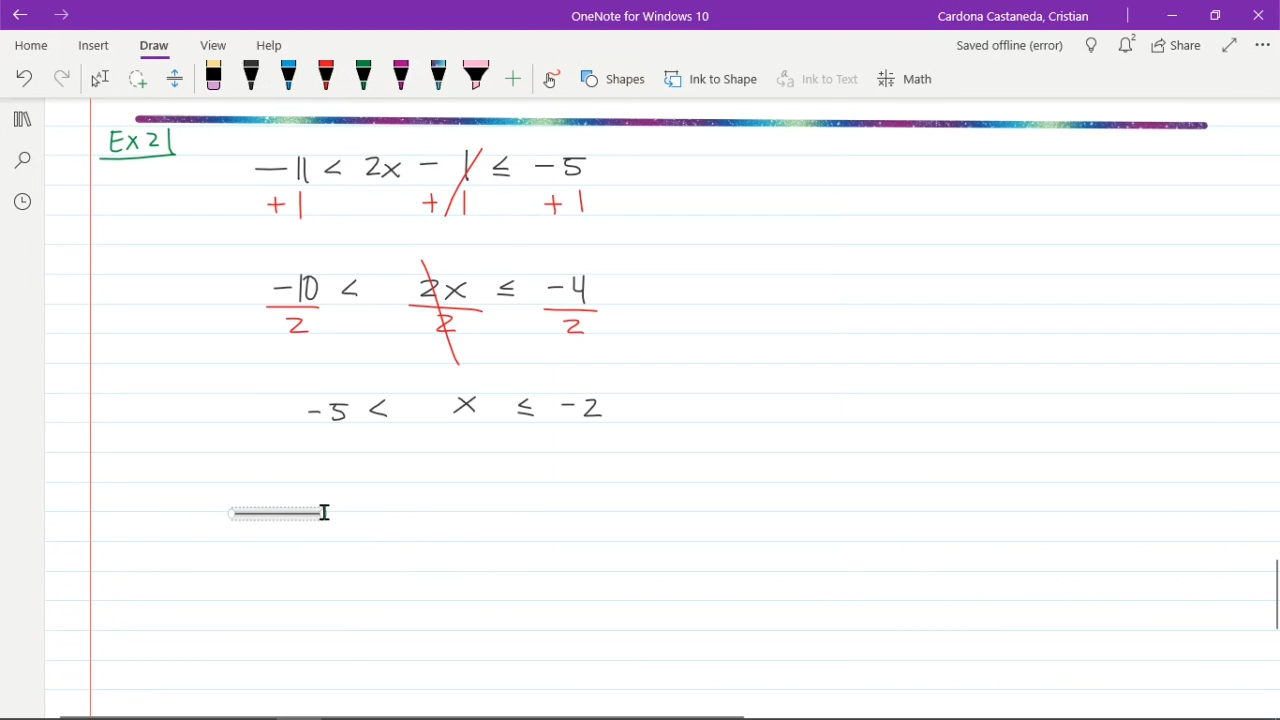 OneNote for Windows 10
Cardona Castaneda, Cristian
Home Insert Draw View Help
Saved offline (error) 2 Share
Shapes Ink to Shape Ink to Text Math
Ex 2
-11 < 2x - 1 ≤ -5
+1 +1 +1
-10 < 2x ≤ -4
2 2 2
-5 < x ≤ -2